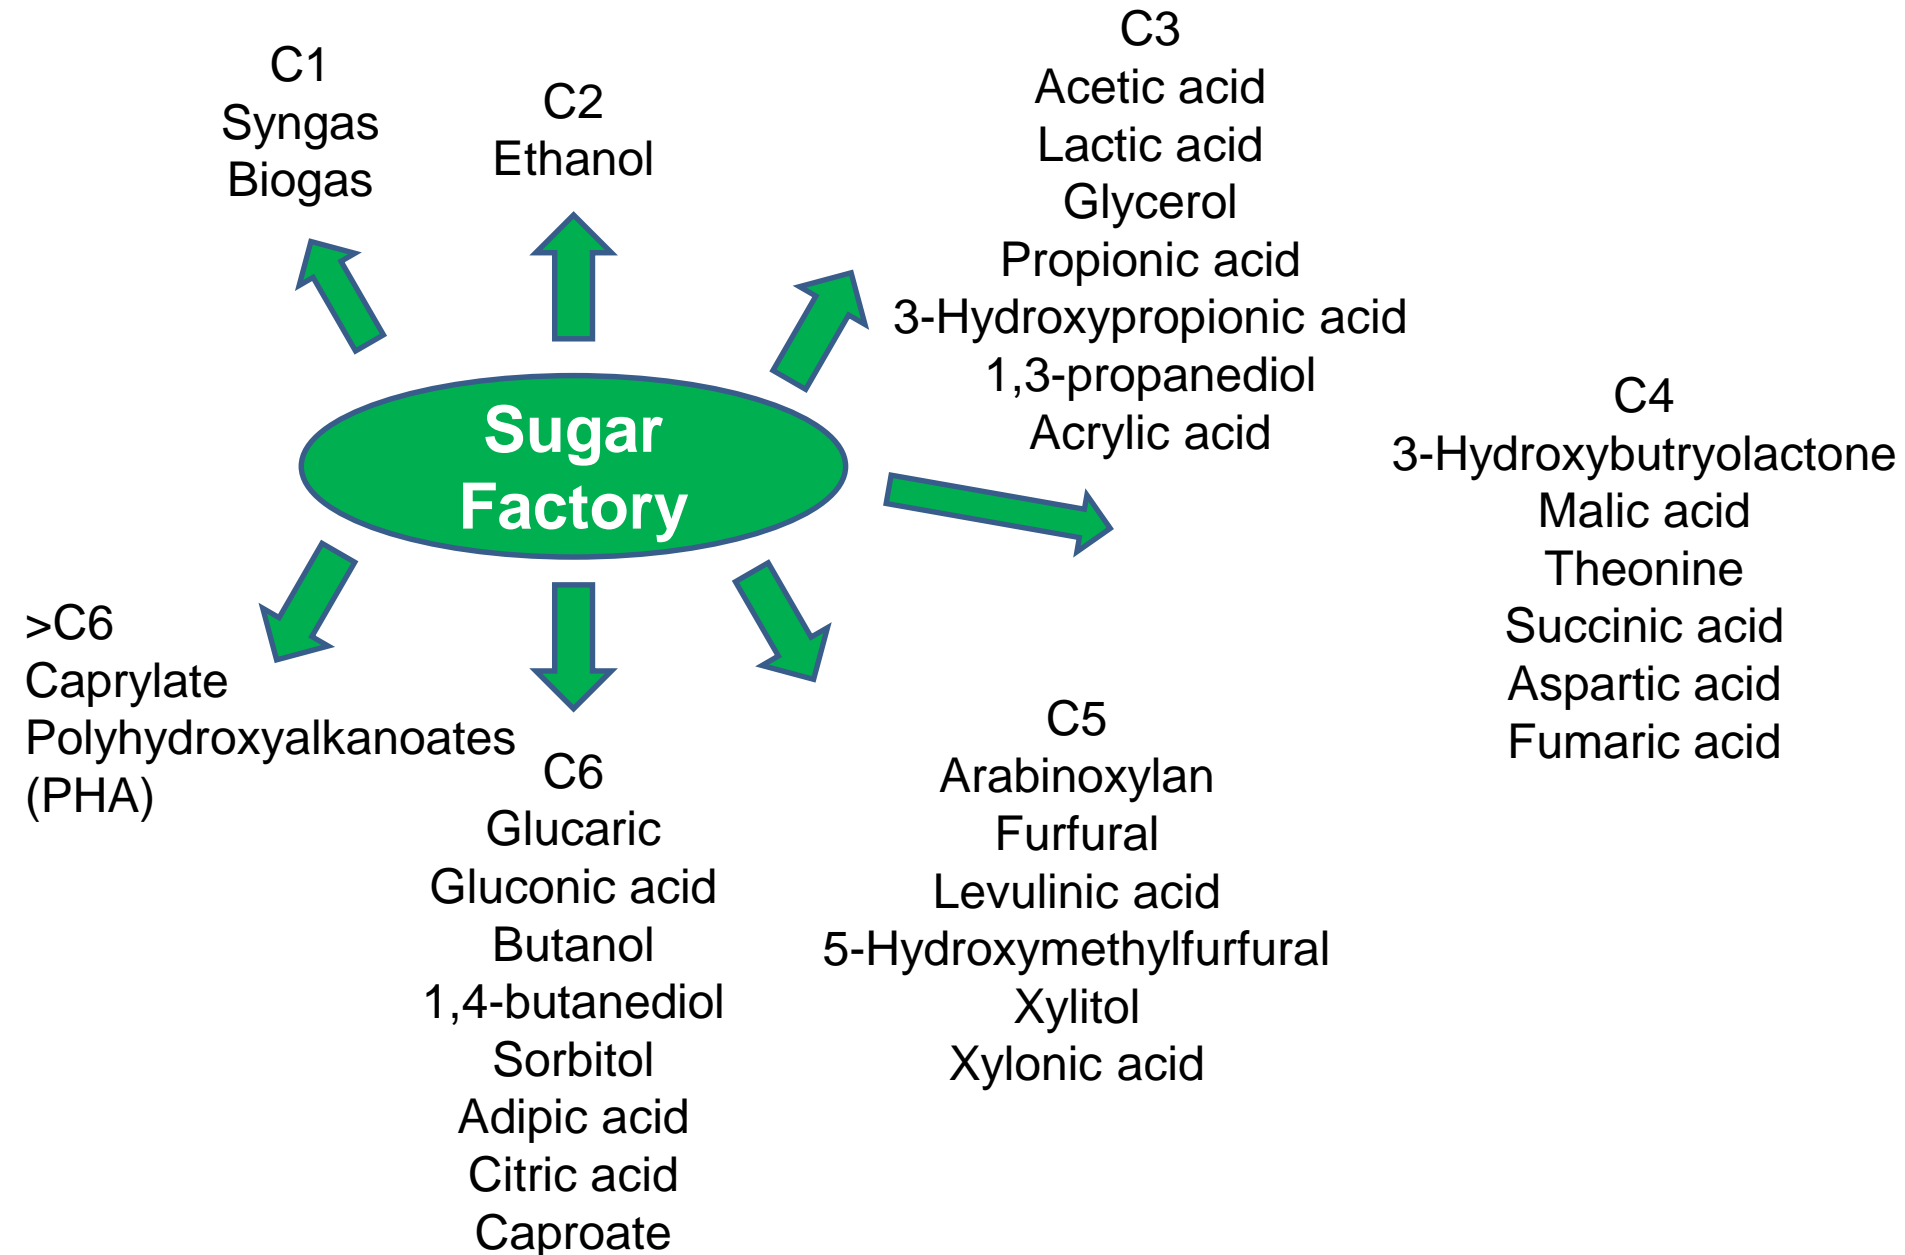 C1
Syngas
Biogas
C2
Ethanol
C3
Acetic acid
Lactic acid
Glycerol
Propionic acid
3-Hydroxypropionic acid
1,3-propanediol
Acrylic acid
C4
3-Hydroxybutryolactone
Malic acid
Theonine
Succinic acid
Aspartic acid
Fumaric acid
Sugar
Factory
>C6
Caprylate
Polyhydroxyalkanoates
(PHA)
C6
Glucaric
Gluconic acid
Butanol
1,4-butanediol
Sorbitol
Adipic acid
Citric acid
Caproate
C5
Arabinoxylan
Furfural
Levulinic acid
5-Hydroxymethylfurfural
Xylitol
Xylonic acid